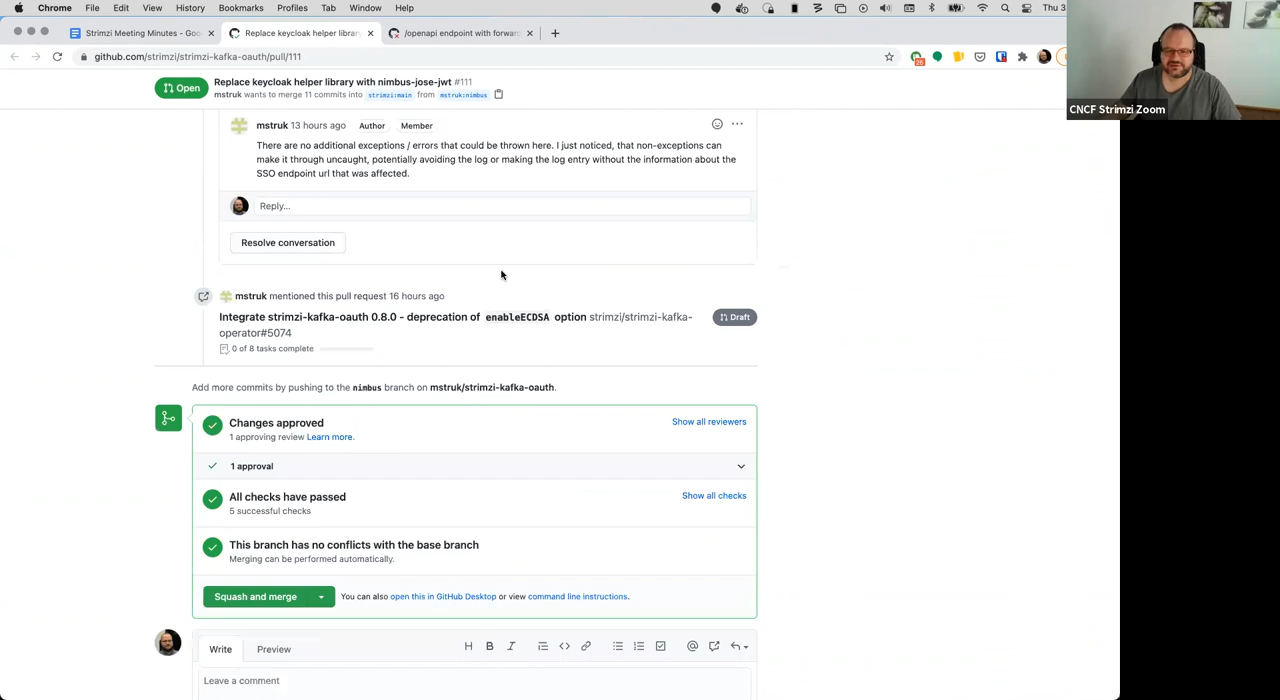 Chrome File Edit View History Bookmarks Profiles Tab Window Help Thu 3
Strimzi Meeting Minutes - Goo
Replace keycloak helper library
/openapi endpoint with forwar
github.com/strimzi/strimzi-kafka-oauth/pull/111
26
CNCF Strimzi Zoom
Open
Replace keycloak helper library with nimbus-jose-jwt #111
mstruk wants to merge 11 commits into strimzi:main from mstruk:nimbus
mstruk 13 hours ago Author Member
There are no additional exceptions / errors that could be thrown here. I just noticed, that non-exceptions can
make it through uncaught, potentially avoiding the log or making the log entry without the information about the
SSO endpoint url that was affected.
Reply...
Resolve conversation
mstruk mentioned this pull request 16 hours ago
Integrate strimzi-kafka-oauth 0.8.0 - deprecation of enableECDSA option strimzi/strimzi-kafka-
operator#5074
Draft
0 of 8 tasks complete
Add more commits by pushing to the nimbus branch on mstruk/strimzi-kafka-oauth.
Changes approved
Show all reviewers
1 approving review Learn more.
1 approval
All checks have passed
Show all checks
5 successful checks
This branch has no conflicts with the base branch
Merging can be performed automatically.
Squash and merge
You can also open this in GitHub Desktop or view command line instructions.
Write Preview
Leave a comment